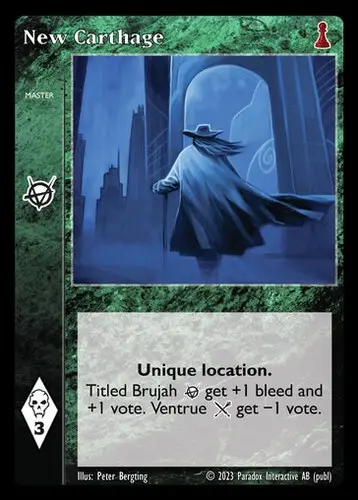 New Carthage
MASTER
Unique location.
Titled Brujah get +1 bleed and
+1 vote. Ventrue get −1 vote.
3
Illus: Peter Bergting © 2023 Paradox Interactive AB (publ)